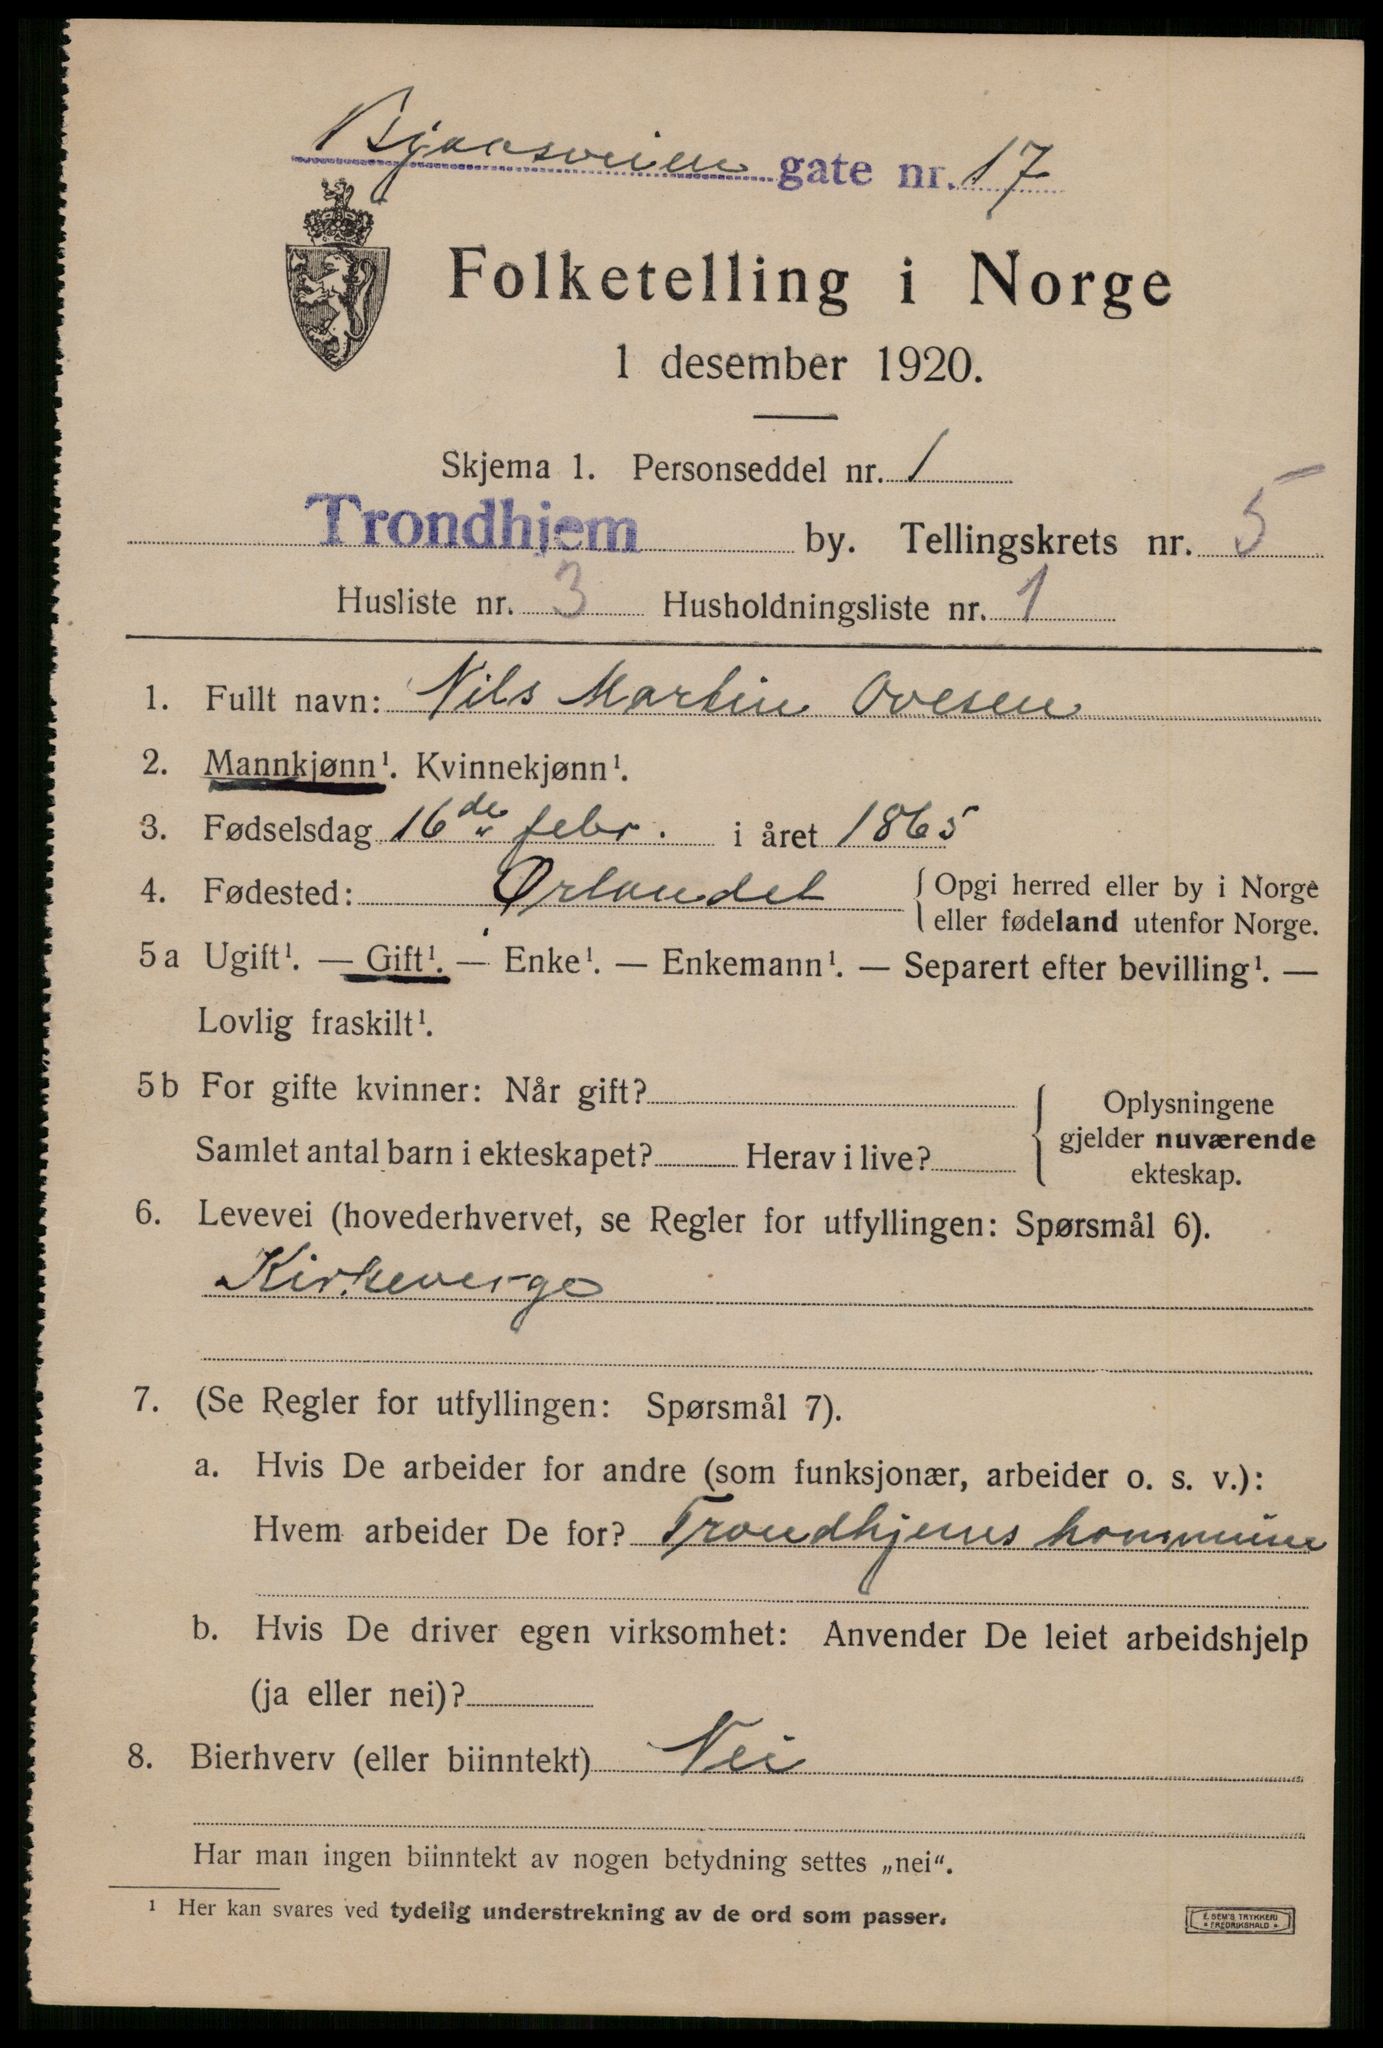 Bjaasveien gate nr. 17
Folketelling i Norge
1 desember 1920.
Skjema 1. Personseddel nr. 1
Trondhjem by. Tellingskrets nr. 5
Husliste nr. 3 Husholdningsliste nr. 1
1. Fullt navn: Nils Martin Ovesen
2. Mannkjønn¹. Kvinnekjønn¹.
3. Fødselsdag 16de febr. i året 1865
4. Fødested: Ørlandet { Opgi herred eller by i Norge
eller fødeland utenfor Norge.
5a Ugift¹. — Gift¹. — Enke¹. — Enkemann¹. — Separert efter bevilling¹. —
Lovlig fraskilt¹.
5b For gifte kvinner: Når gift?
Samlet antal barn i ekteskapet? Herav i live?
{ Oplysningene
gjelder nuværende
ekteskap.
6. Levevei (hovederhvervet, se Regler for utfyllingen: Spørsmål 6).
Kirkeverge
7. (Se Regler for utfyllingen: Spørsmål 7).
a. Hvis De arbeider for andre (som funksjonær, arbeider o. s. v.):
Hvem arbeider De for? Trondhjems kommune
b. Hvis De driver egen virksomhet: Anvender De leiet arbeidshjelp
(ja eller nei)?
8. Bierhverv (eller biinntekt) Nei
Har man ingen biinntekt av nogen betydning settes „nei“.
¹ Her kan svares ved tydelig understrekning av de ord som passer.
E. SEM'S TRYKKERI
* FREDRIKSHALD *